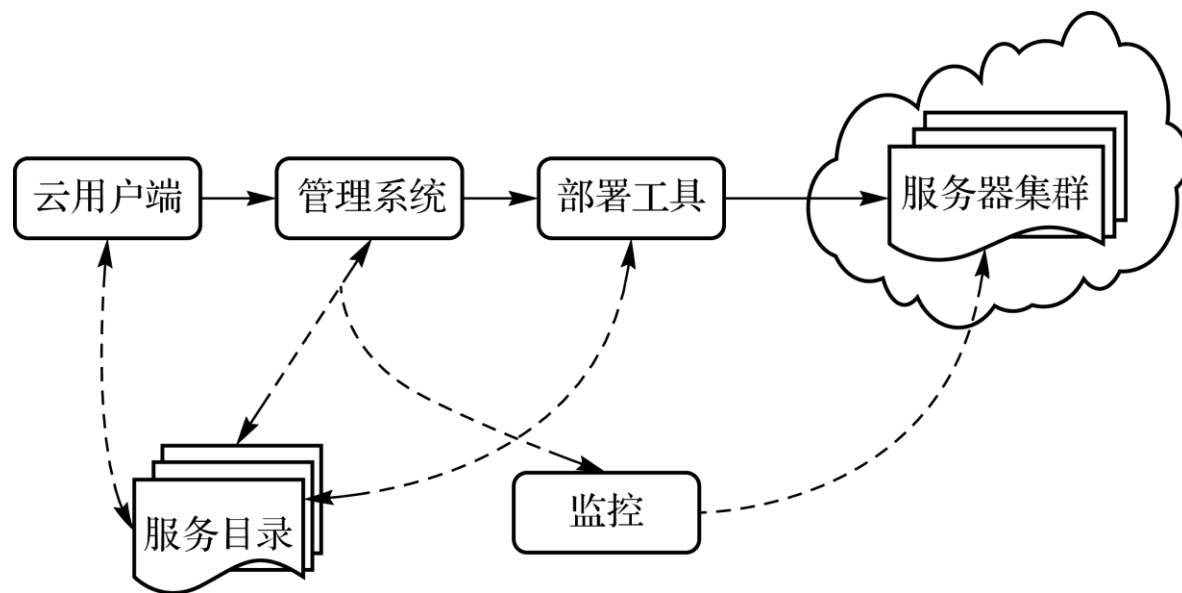 云用户端
管理系统
部署工具
服务器集群
服务目录
监控